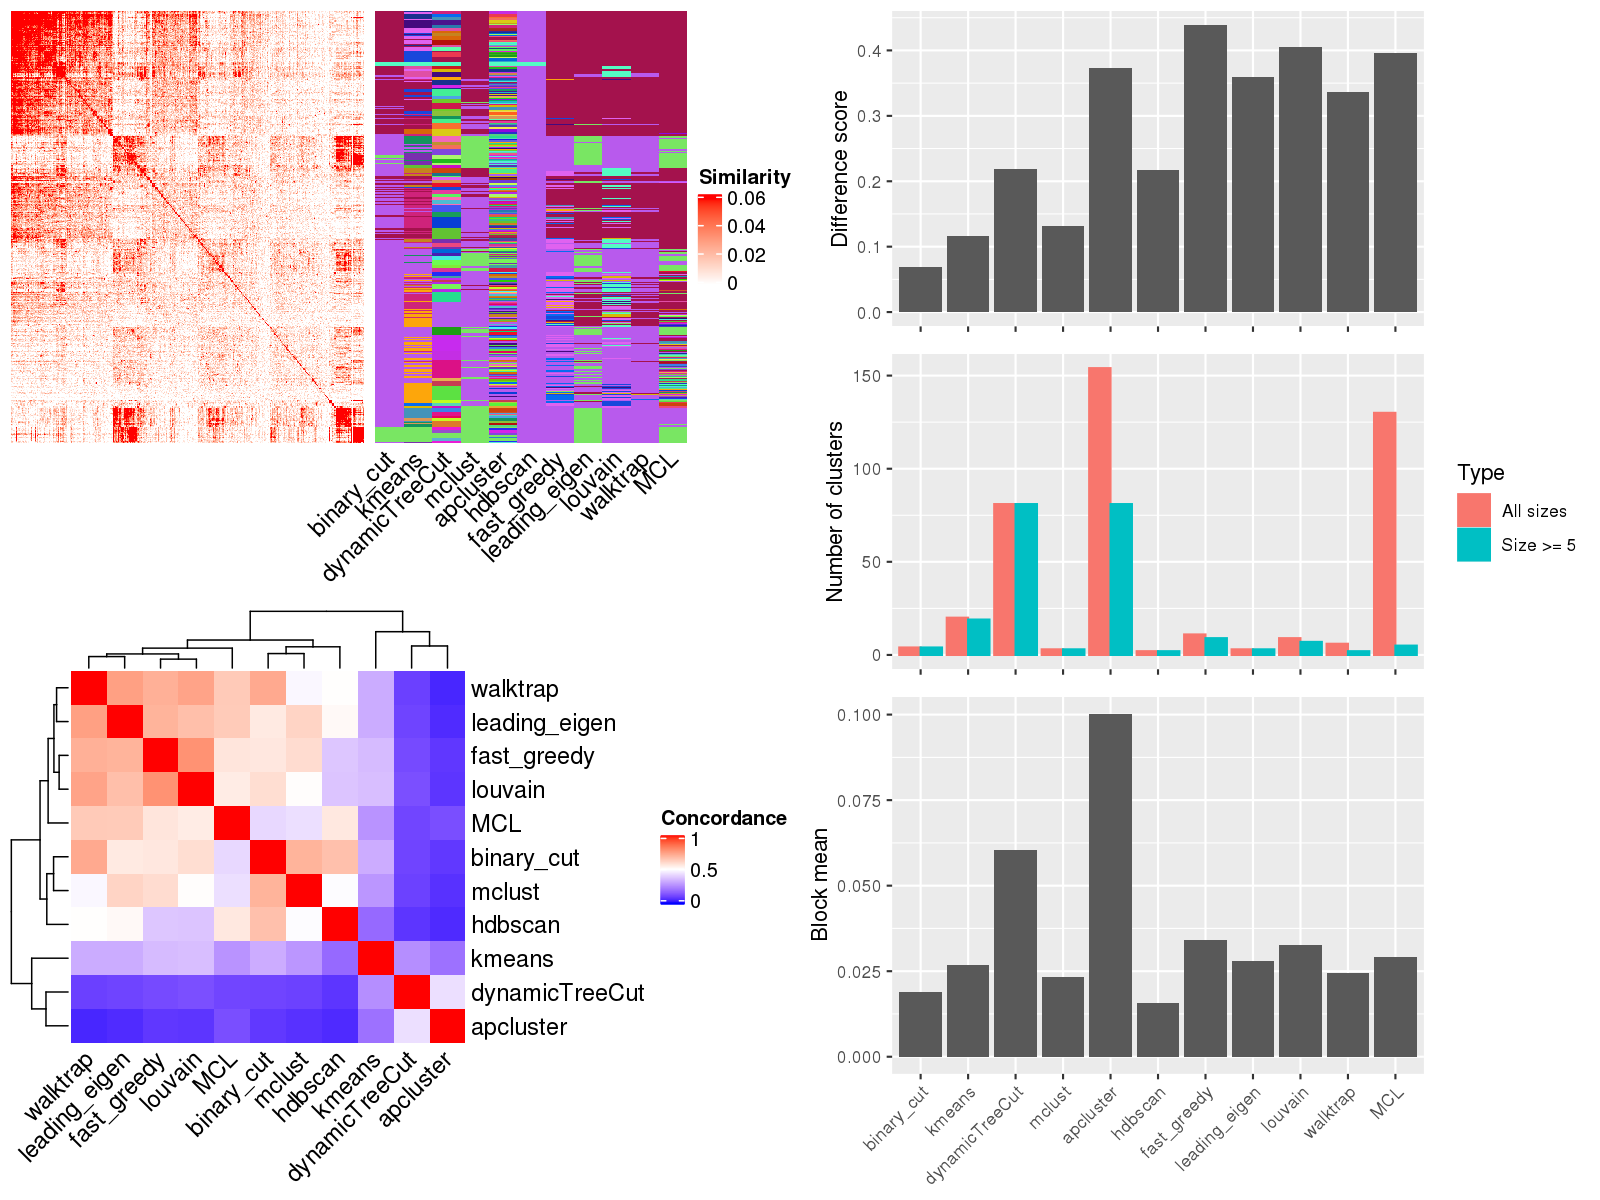 Similarity
0.06
0.04
0.02
0
binary_cut
kmeans
dynamicTreeCut
mclust
apcluster
hdbscan
fast_greedy
leading_eigen
louvain
walktrap
MCL
walktrap
leading_eigen
fast_greedy
louvain
MCL
binary_cut
mclust
hdbscan
kmeans
dynamicTreeCut
apcluster
walktrap
leading_eigen
fast_greedy
louvain
MCL
binary_cut
mclust
hdbscan
kmeans
dynamicTreeCut
apcluster
Concordance
1
0.5
0
Difference score
0.4
0.3
0.2
0.1
0.0
Number of clusters
150
100
50
0
Type
All sizes
Size >= 5
Block mean
0.100
0.075
0.050
0.025
0.000
binary_cut
kmeans
dynamicTreeCut
mclust
apcluster
hdbscan
fast_greedy
leading_eigen
louvain
walktrap
MCL